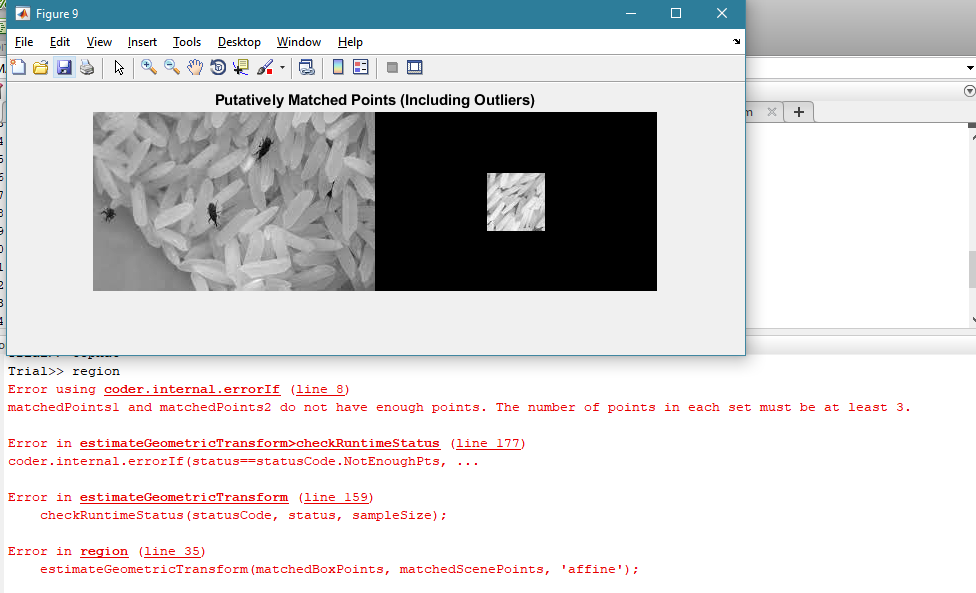 Figure 9
File Edit View Insert Tools Desktop Window Help
Putatively Matched Points (Including Outliers)
Trial>> region
Error using coder.internal.errorIf (line 8)
matchedPoints1 and matchedPoints2 do not have enough points. The number of points in each set must be at least 3.
Error in estimateGeometricTransform>checkRuntimeStatus (line 177)
coder.internal.errorIf(status==statusCode.NotEnoughPts, ...
Error in estimateGeometricTransform (line 159)
checkRuntimeStatus(statusCode, status, sampleSize);
Error in region (line 35)
estimateGeometricTransform(matchedBoxPoints, matchedScenePoints, 'affine');